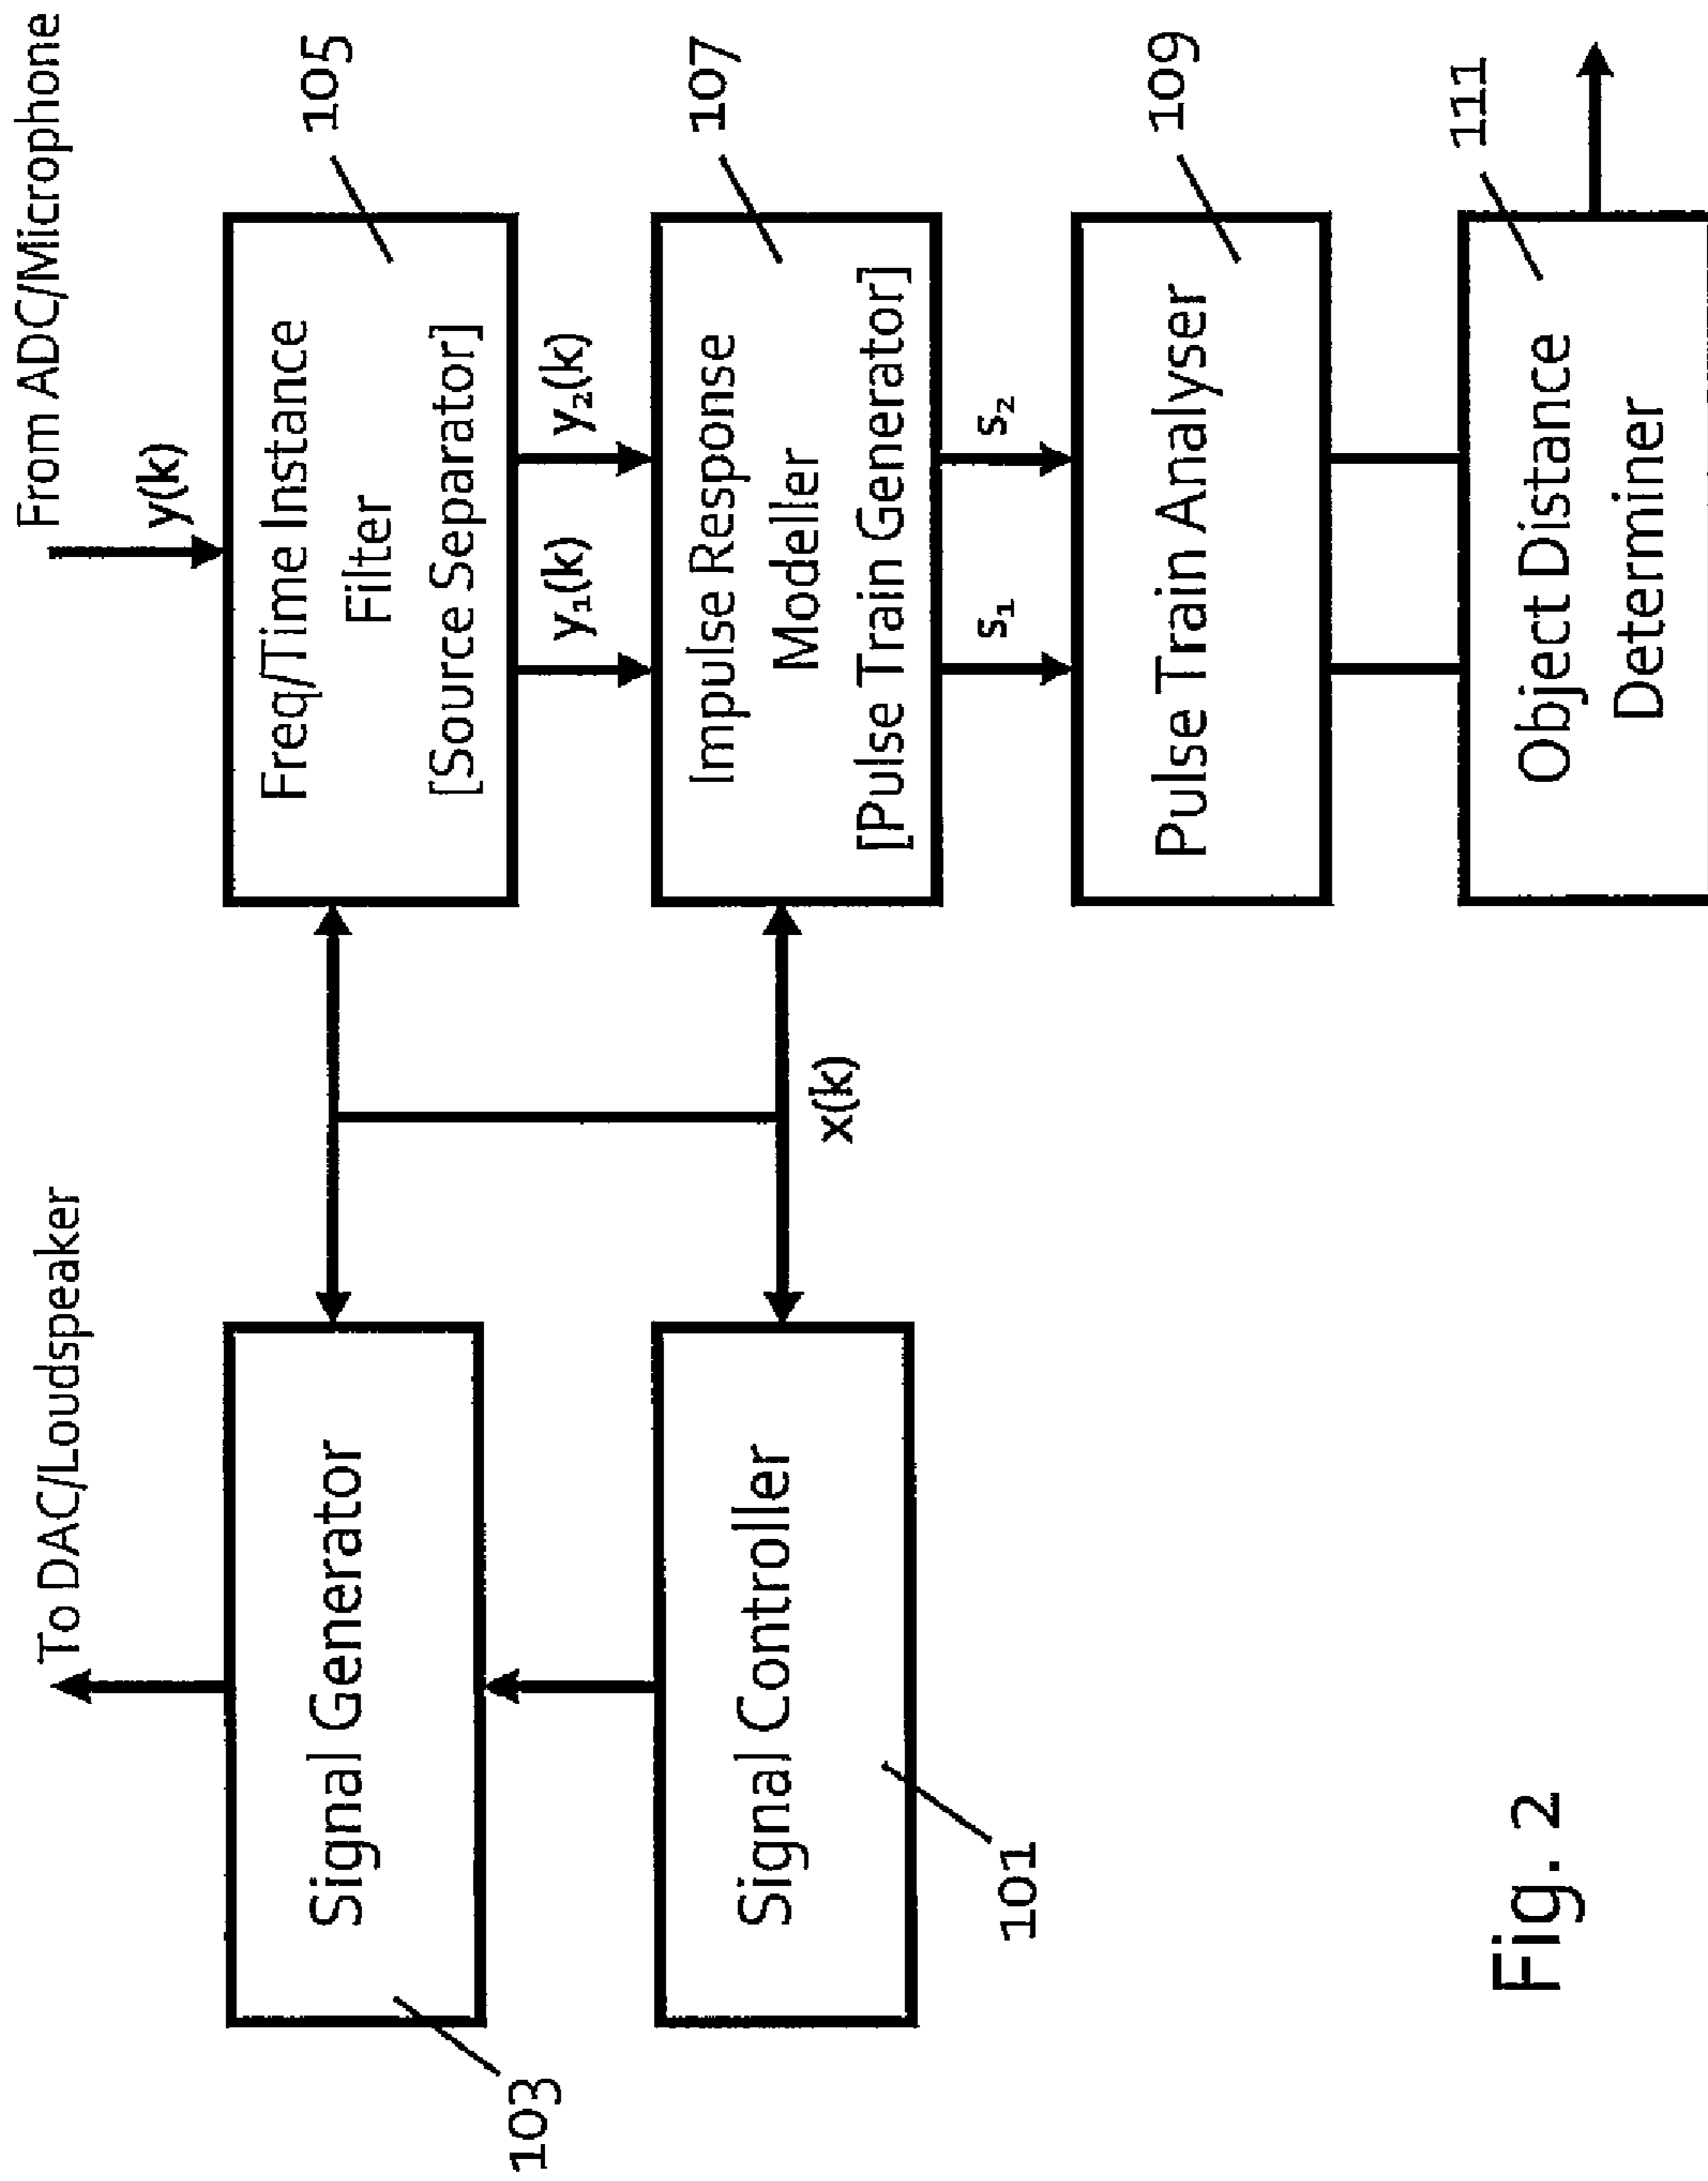 To DAC/Loudspeaker
From ADC/Microphone
y(k)
103
Signal Generator
Freq/Time Instance
Filter
[Source Separator]
105
y₁(k)
y₂(k)
101
Signal Controller
x(k)
Impulse Response
Modeller
[Pulse Train Generator]
107
s₁
s₂
Pulse Train Analyser
109
Object Distance
Determiner
111
Fig. 2